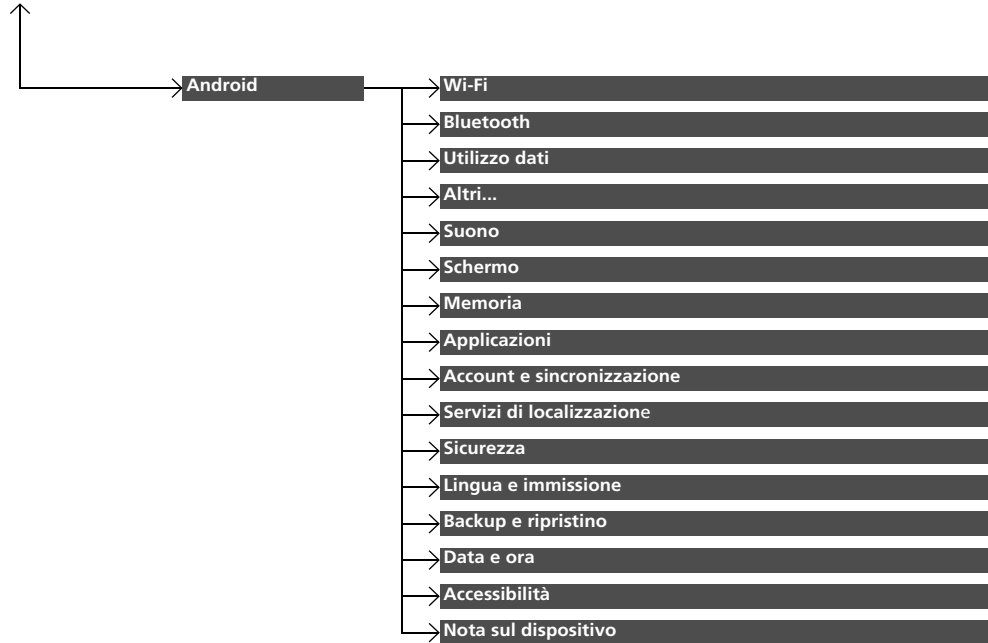 Android
Wi-Fi
Bluetooth
Utilizzo dati
Altri...
Suono
Schermo
Memoria
Applicazioni
Account e sincronizzazione
Servizi di localizzazione
Sicurezza
Lingua e immissione
Backup e ripristino
Data e ora
Accessibilità
Nota sul dispositivo